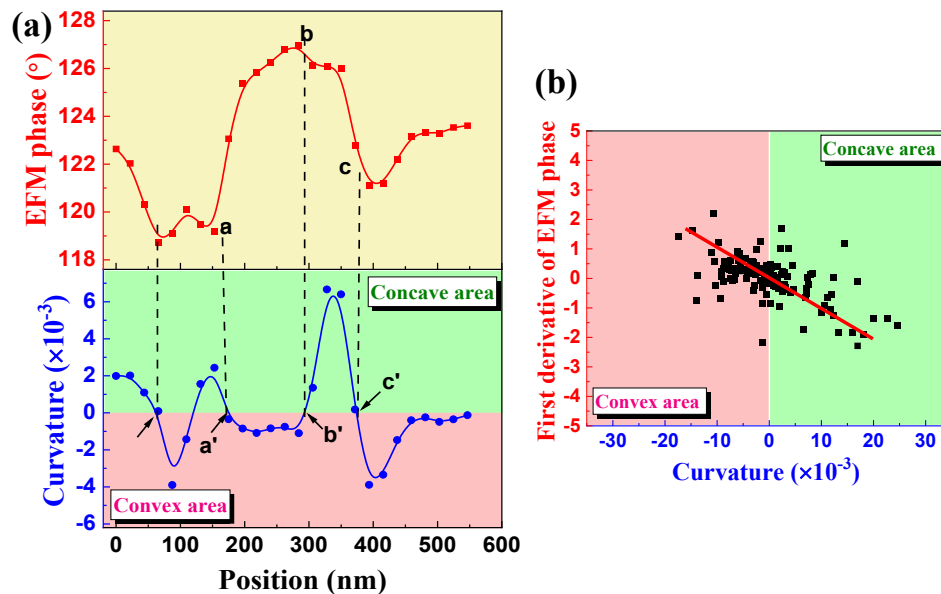 (a)
EFM phase (°)
128
126
124
122
120
118
a
b
c
Curvature (×10-3)
6
4
2
0
-2
-4
-6
Concave area
Convex area
a'
b'
c'
0
100
200
300
400
500
600
Position (nm)
(b)
First derivative of EFM phase
5
4
3
2
1
0
-1
-2
-3
-4
-5
Concave area
Convex area
-30
-20
-10
0
10
20
30
Curvature (×10-3)